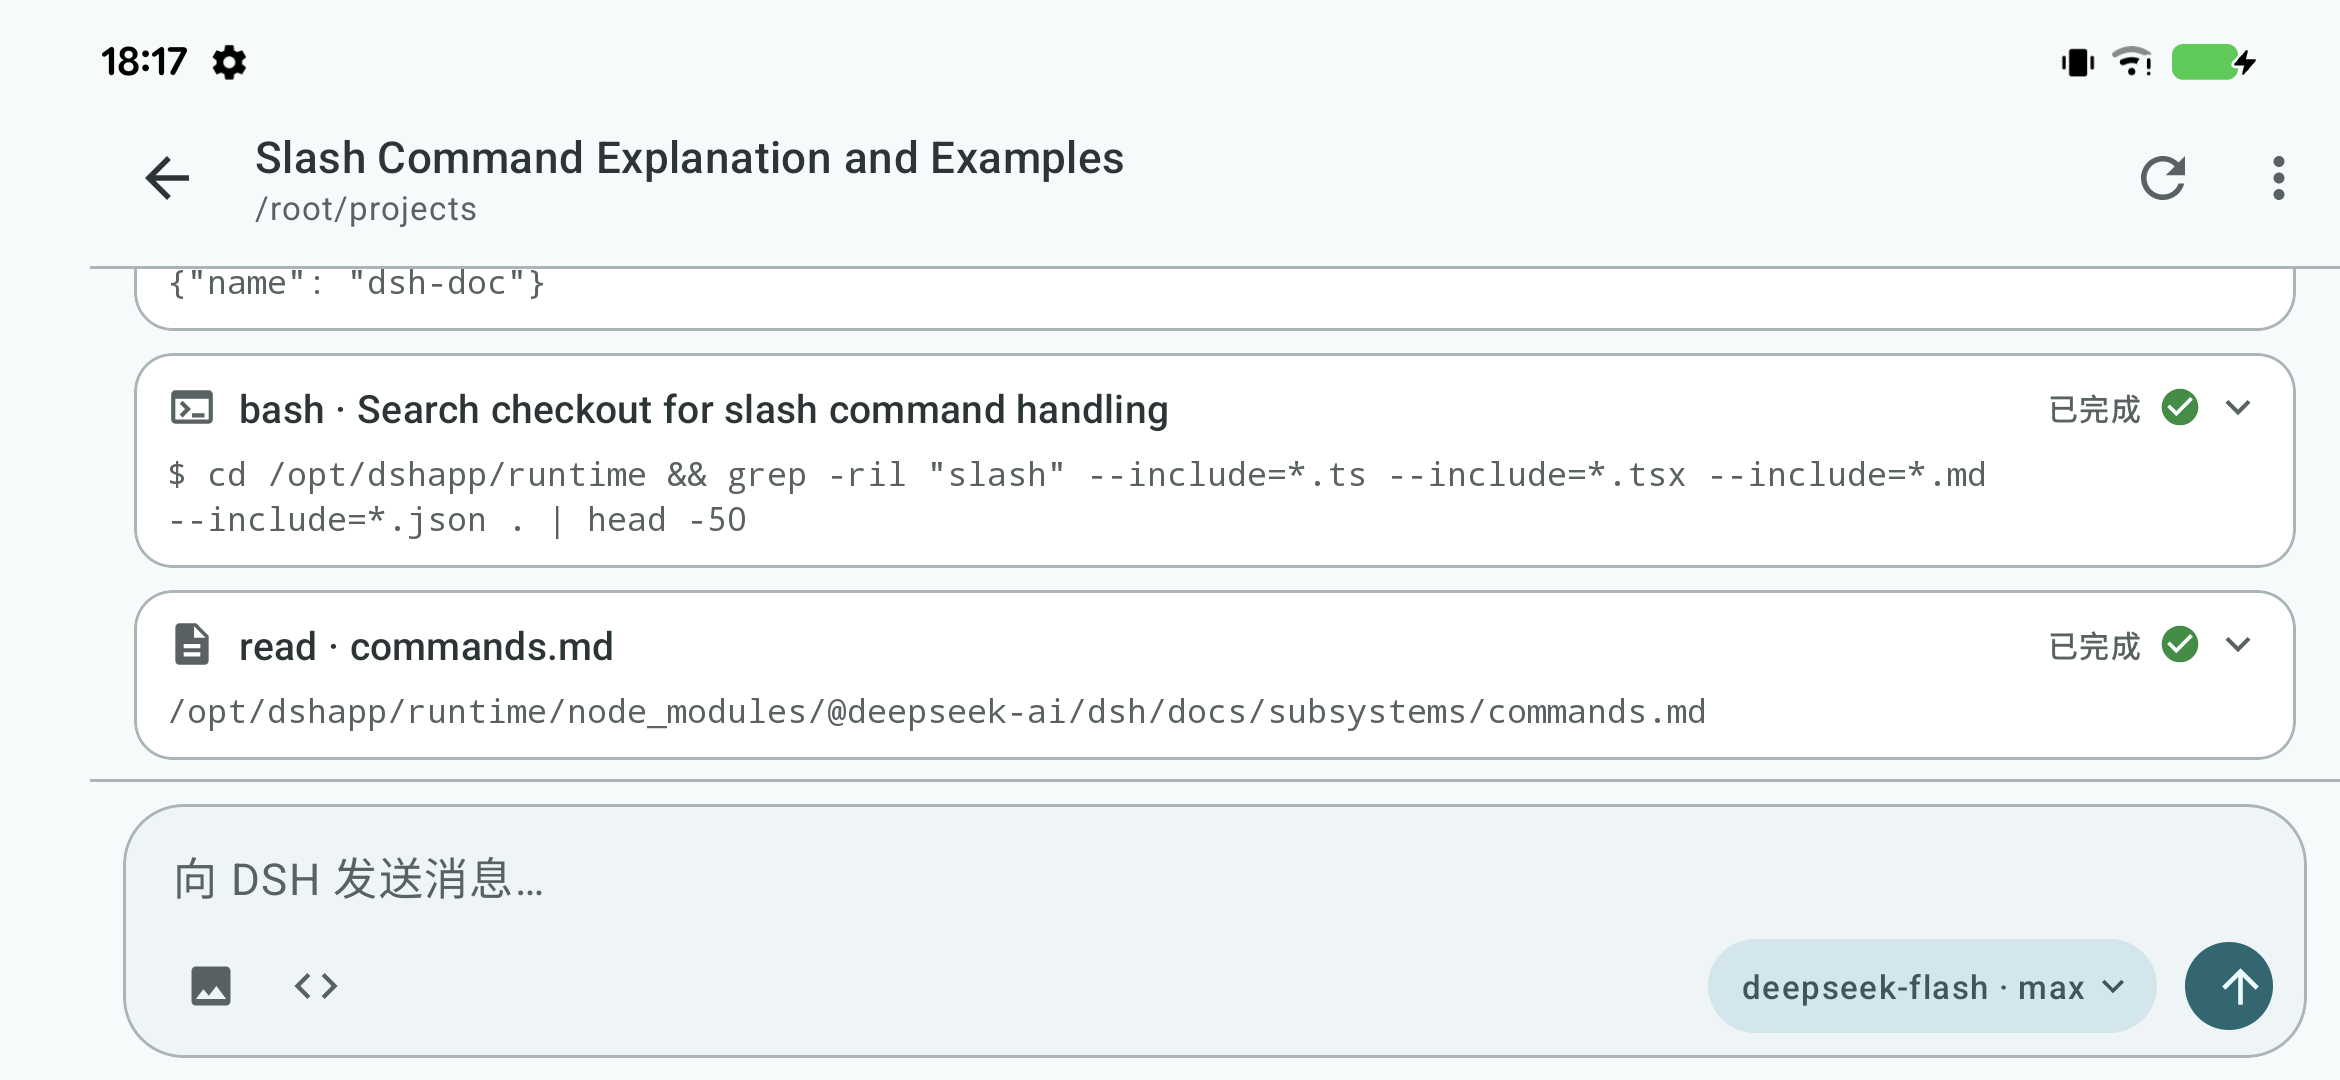 18:17
Slash Command Explanation and Examples
/root/projects
{"name": "dsh-doc"}
bash · Search checkout for slash command handling
已完成
$ cd /opt/dshapp/runtime && grep -ril "slash" --include=*.ts --include=*.tsx --include=*.md
--include=*.json . | head -50
read · commands.md
已完成
/opt/dshapp/runtime/node_modules/@deepseek-ai/dsh/docs/subsystems/commands.md
向 DSH 发送消息…
deepseek-flash · max